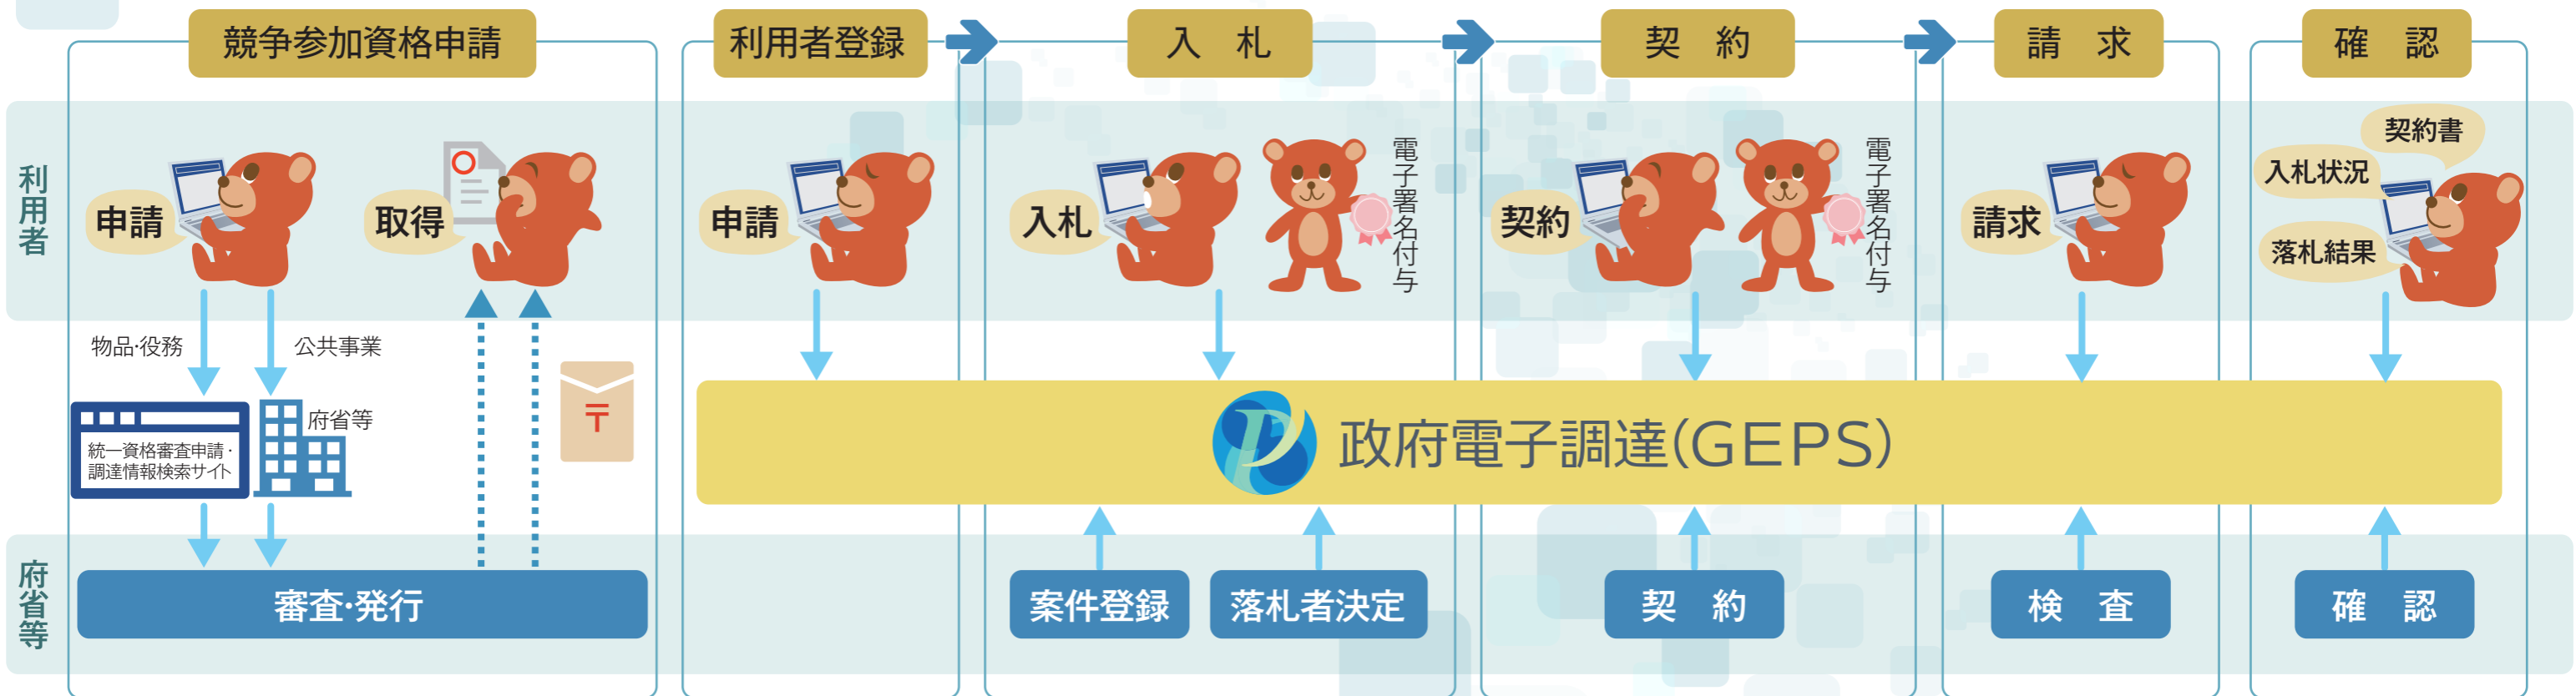 競争参加資格申請
利用者登録
入 札
契 約
請 求
確 認
利用者
申請
取得
申請
入札
電子署名付与
契約
電子署名付与
請求
契約書
入札状況
落札結果
物品・役務
公共事業
府省等
統一資格審査申請・
調達情報検索サイト
〒
政府電子調達(GEPS)
府省等
審査・発行
案件登録
落札者決定
契 約
検 査
確 認